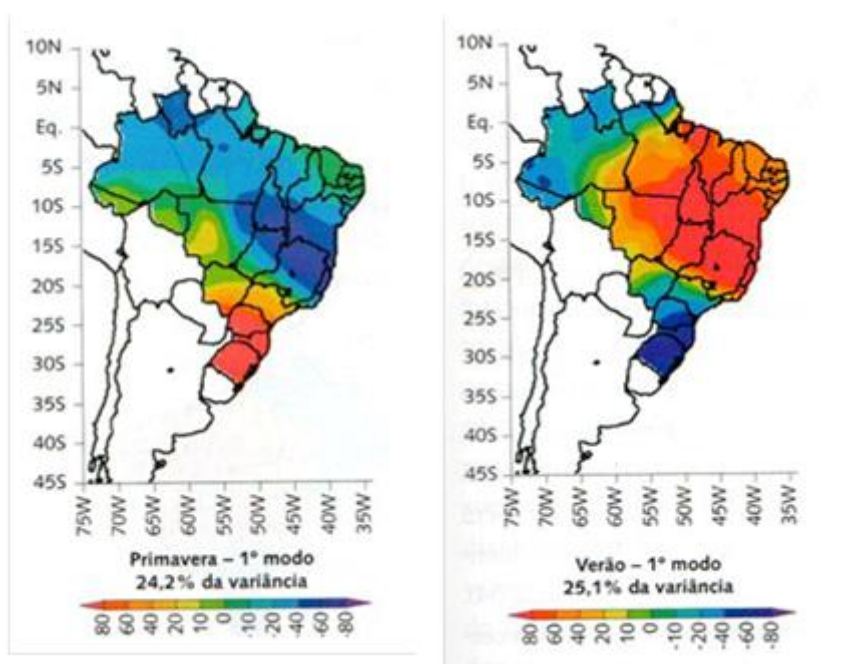 10N
5N
Eq.
5S
10S
15S
20S
25S
30S
35S
40S
45S
75W
70W
65W
60W
55W
50W
45W
40W
35W
Primavera – 1° modo
24,2% da variância
80
60
40
20
10
0
-10
-20
-40
-60
-80
10N
5N
Eq.
5S
10S
15S
20S
25S
30S
35S
40S
45S
75W
70W
65W
60W
55W
50W
45W
40W
35W
Verão – 1° modo
25,1% da variância
80
60
40
20
10
0
-10
-20
-40
-60
-80